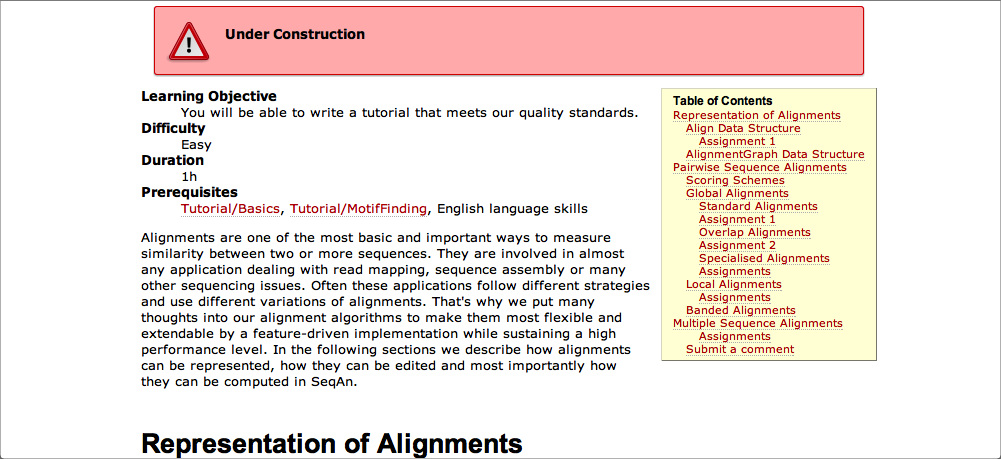 Under Construction
Learning Objective
You will be able to write a tutorial that meets our quality standards.
Difficulty
Easy
Duration
1h
Prerequisites
Tutorial/Basics, Tutorial/MotifFinding, English language skills
Alignments are one of the most basic and important ways to measure
similarity between two or more sequences. They are involved in almost
any application dealing with read mapping, sequence assembly or many
other sequencing issues. Often these applications follow different strategies
and use different variations of alignments. That's why we put many
thoughts into our alignment algorithms to make them most flexible and
extendable by a feature-driven implementation while sustaining a high
performance level. In the following sections we describe how alignments
can be represented, how they can be edited and most importantly how
they can be computed in SeqAn.
Table of Contents
Representation of Alignments
Align Data Structure
Assignment 1
AlignmentGraph Data Structure
Pairwise Sequence Alignments
Scoring Schemes
Global Alignments
Standard Alignments
Assignment 1
Overlap Alignments
Assignment 2
Specialised Alignments
Assignments
Local Alignments
Assignments
Banded Alignments
Multiple Sequence Alignments
Assignments
Submit a comment
Representation of Alignments